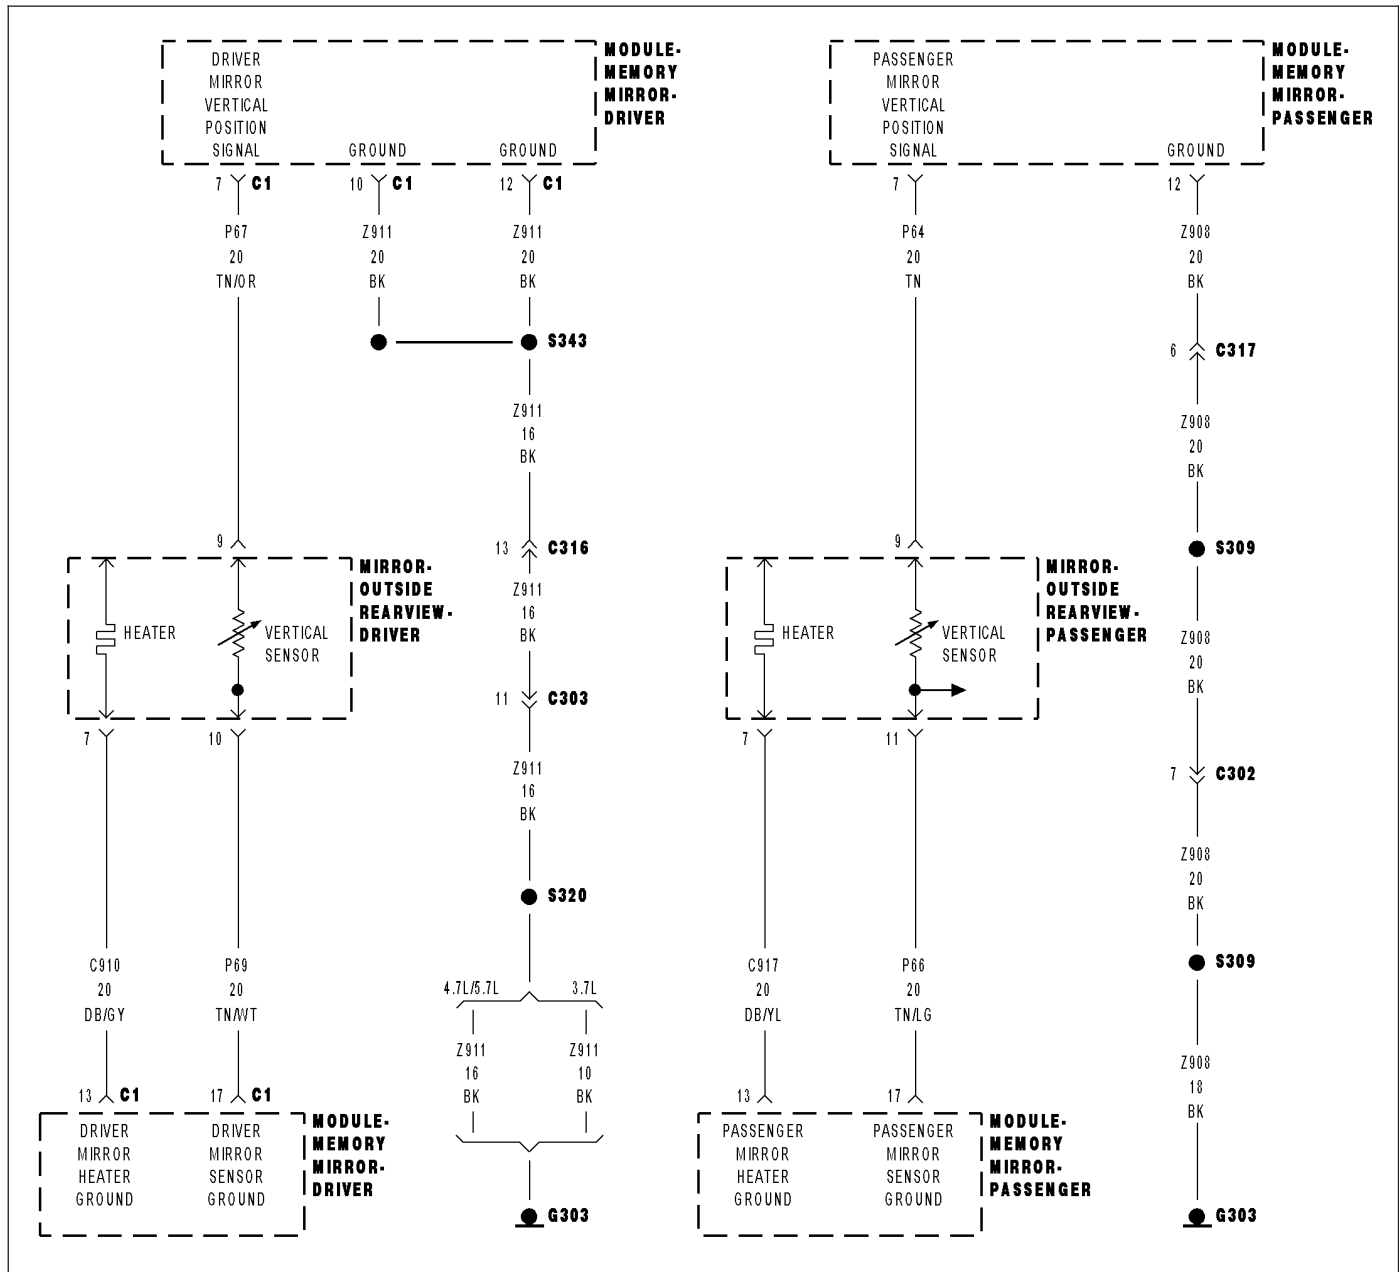 DRIVER
MIRROR
VERTICAL
POSITION
SIGNAL
GROUND
GROUND
MODULE-
MEMORY
MIRROR-
DRIVER
7 C1
10 C1
12 C1
P67
20
TN/OR
Z911
20
BK
Z911
20
BK
S343
Z911
16
BK
9
13 C316
MIRROR-
OUTSIDE
REARVIEW-
DRIVER
HEATER
VERTICAL
SENSOR
Z911
16
BK
7
10
11 C303
Z911
16
BK
S320
C910
20
DB/GY
P69
20
TN/WT
4.7L/5.7L
3.7L
Z911
16
BK
Z911
10
BK
13 C1
17 C1
DRIVER
MIRROR
HEATER
GROUND
DRIVER
MIRROR
SENSOR
GROUND
MODULE-
MEMORY
MIRROR-
DRIVER
G303
PASSENGER
MIRROR
VERTICAL
POSITION
SIGNAL
GROUND
MODULE-
MEMORY
MIRROR-
PASSENGER
7
12
P64
20
TN
Z908
20
BK
6 C317
Z908
20
BK
9
S309
MIRROR-
OUTSIDE
REARVIEW-
PASSENGER
HEATER
VERTICAL
SENSOR
Z908
20
BK
7
11
7 C302
Z908
20
BK
C917
20
DB/YL
P66
20
TN/LG
S309
Z908
18
BK
13
17
PASSENGER
MIRROR
HEATER
GROUND
PASSENGER
MIRROR
SENSOR
GROUND
MODULE-
MEMORY
MIRROR-
PASSENGER
G303